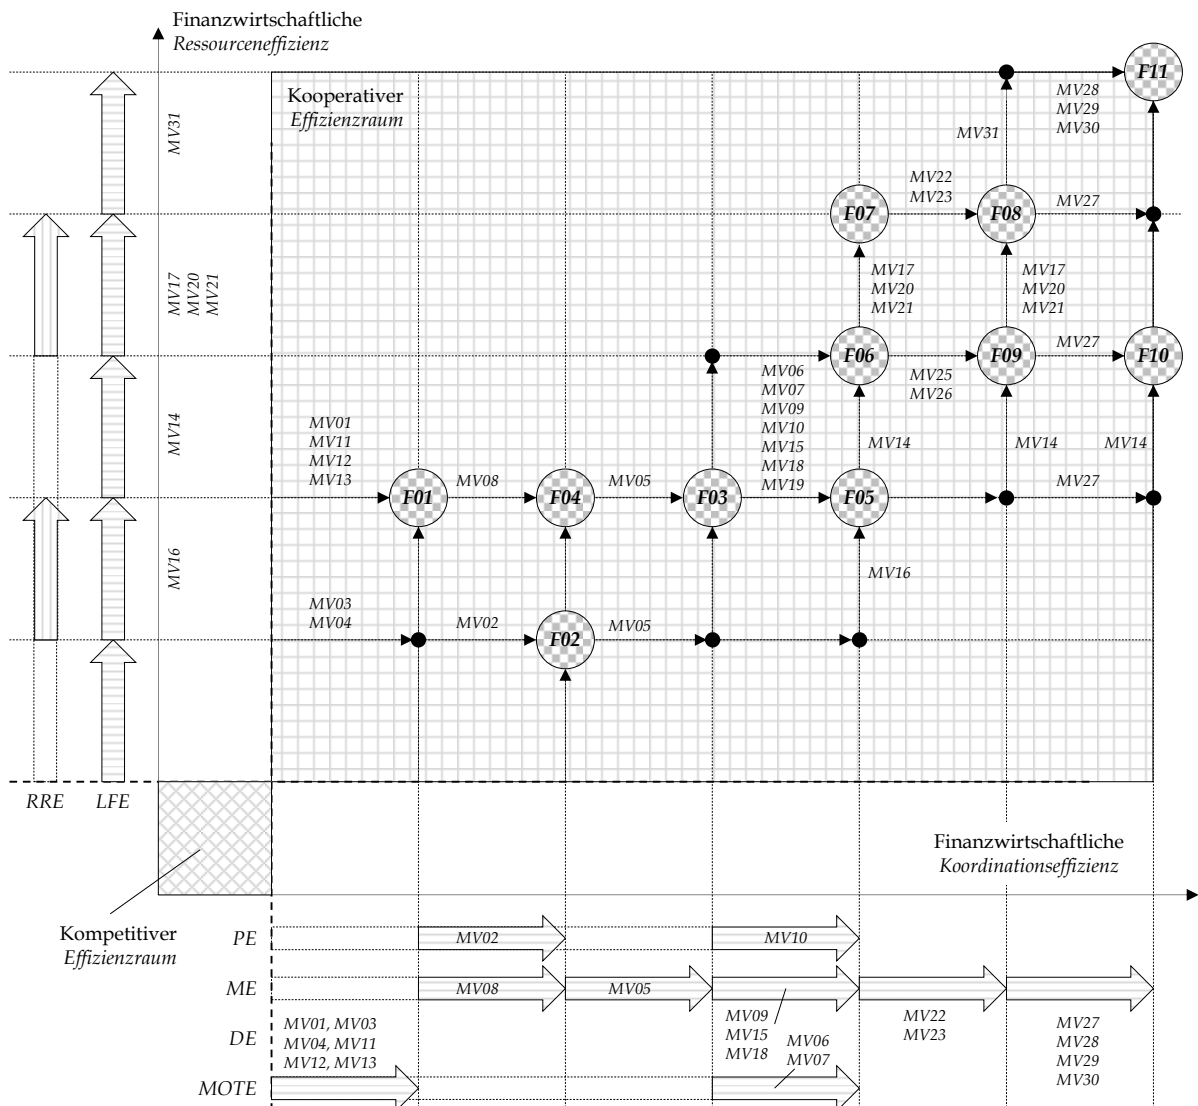 Finanzwirtschaftliche
Ressourceneffizienz
Kooperativer
Effizienzraum
F11
MV28
MV29
MV30
MV31
MV31
MV22
MV23
MV27
F07
F08
MV17
MV20
MV21
MV17
MV20
MV21
MV17
MV20
MV21
MV27
F06
F09
F10
MV25
MV26
MV06
MV07
MV09
MV10
MV15
MV18
MV19
MV14
MV01
MV11
MV12
MV13
MV14
MV14
MV14
MV08
MV05
MV27
F01
F04
F03
F05
MV16
MV16
MV03
MV04
MV02
MV05
F02
RRE
LFE
Finanzwirtschaftliche
Koordinationseffizienz
Kompetitiver
Effizienzraum
PE
MV02
MV10
ME
MV08
MV05
DE
MV01, MV03
MV04, MV11
MV12, MV13
MV09
MV15
MV18
MV06
MV07
MV22
MV23
MV27
MV28
MV29
MV30
MOTE